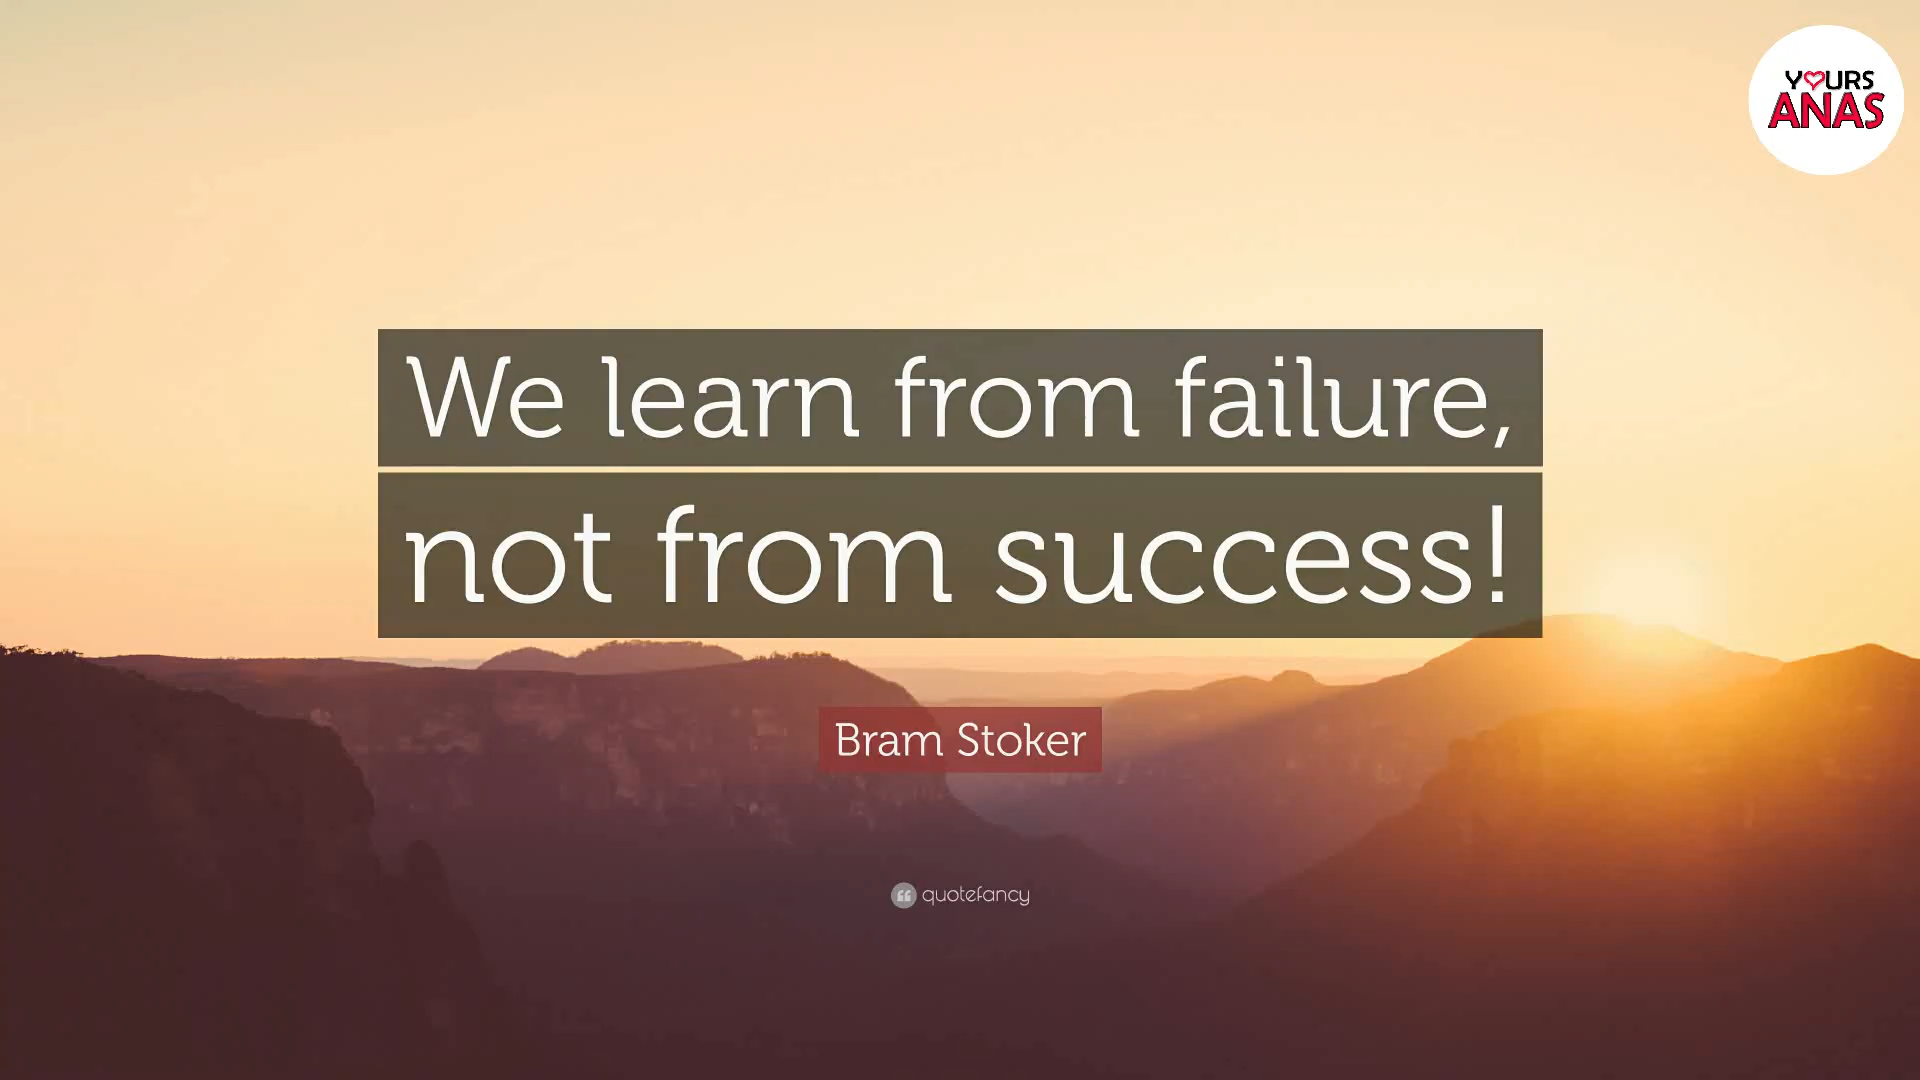 YOURS
ANAS
We learn from failure,
not from success!
Bram Stoker
quotefancy